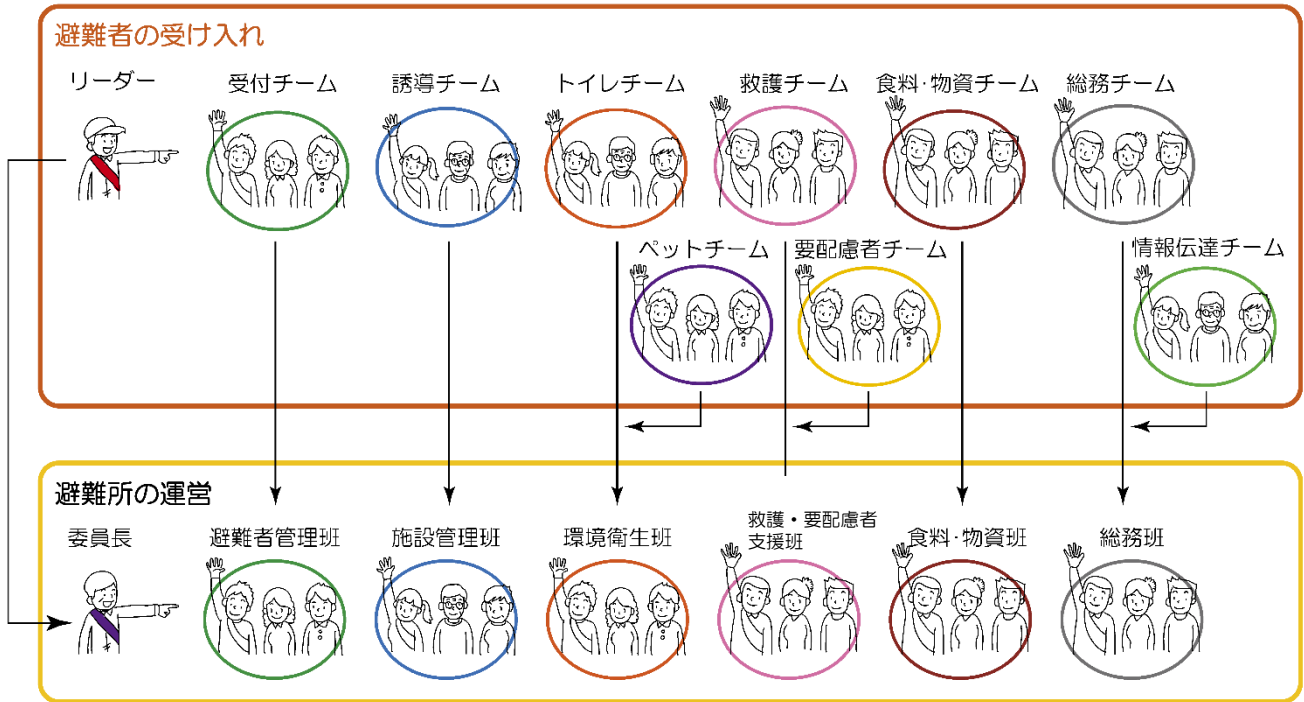 避難者の受け入れ
リーダー
受付チーム
誘導チーム
トイレチーム
救護チーム
食料・物資チーム
総務チーム
ペットチーム
要配慮者チーム
情報伝達チーム
避難所の運営
委員長
避難者管理班
施設管理班
環境衛生班
救護・要配慮者
支援班
食料・物資班
総務班